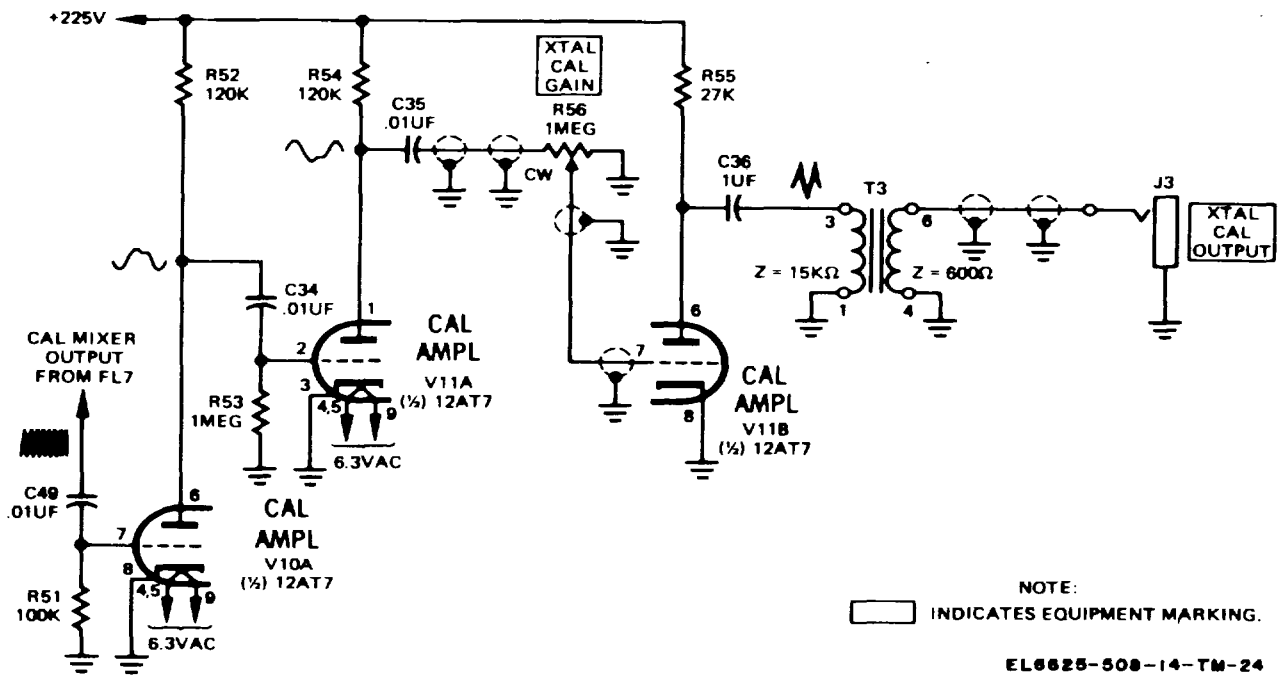 +225V
R52
120K
R54
120K
C35
.01UF
XTAL
CAL
GAIN
R56
1MEG
CW
R55
27K
C36
1UF
T3
3
6
1
4
Z = 15KΩ
Z = 600Ω
J3
XTAL
CAL
OUTPUT
C34
.01UF
1
2
3
4,5
9
CAL
AMPL
V11A
(½) 12AT7
6.3VAC
R53
1MEG
6
7
8
CAL
AMPL
V11B
(½) 12AT7
CAL MIXER
OUTPUT
FROM FL7
C49
.01UF
R51
100K
6
7
8
4,5
9
CAL
AMPL
V10A
(½) 12AT7
6.3VAC
NOTE:
INDICATES EQUIPMENT MARKING.
EL6625-508-14-TM-24